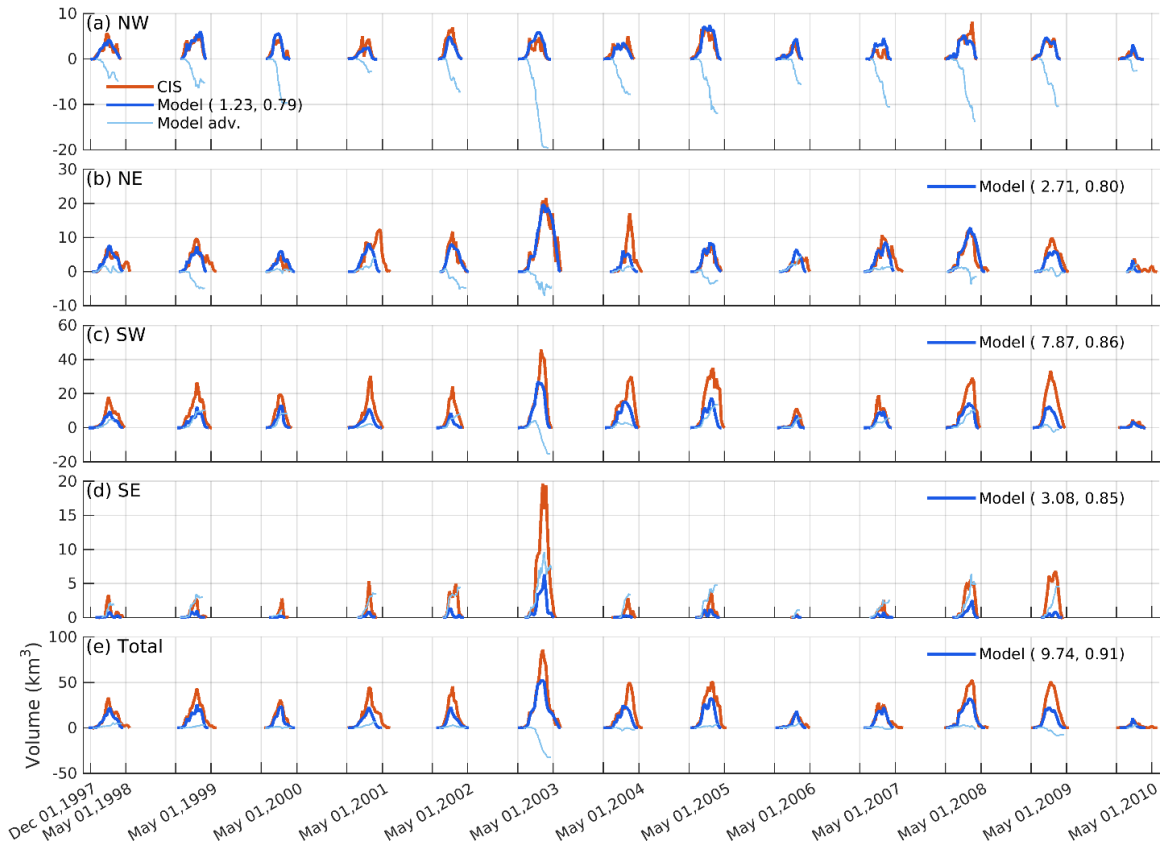 10
0
-10
-20
(a) NW
CIS
Model ( 1.23, 0.79)
Model adv.
30
20
10
0
-10
(b) NE
Model ( 2.71, 0.80)
60
40
20
0
-20
(c) SW
Model ( 7.87, 0.86)
20
15
10
5
0
(d) SE
Model ( 3.08, 0.85)
100
50
0
-50
(e) Total
Model ( 9.74, 0.91)
Volume (km³)
Dec 01,1997
May 01,1998
May 01,1999
May 01,2000
May 01,2001
May 01,2002
May 01,2003
May 01,2004
May 01,2005
May 01,2006
May 01,2007
May 01,2008
May 01,2009
May 01,2010